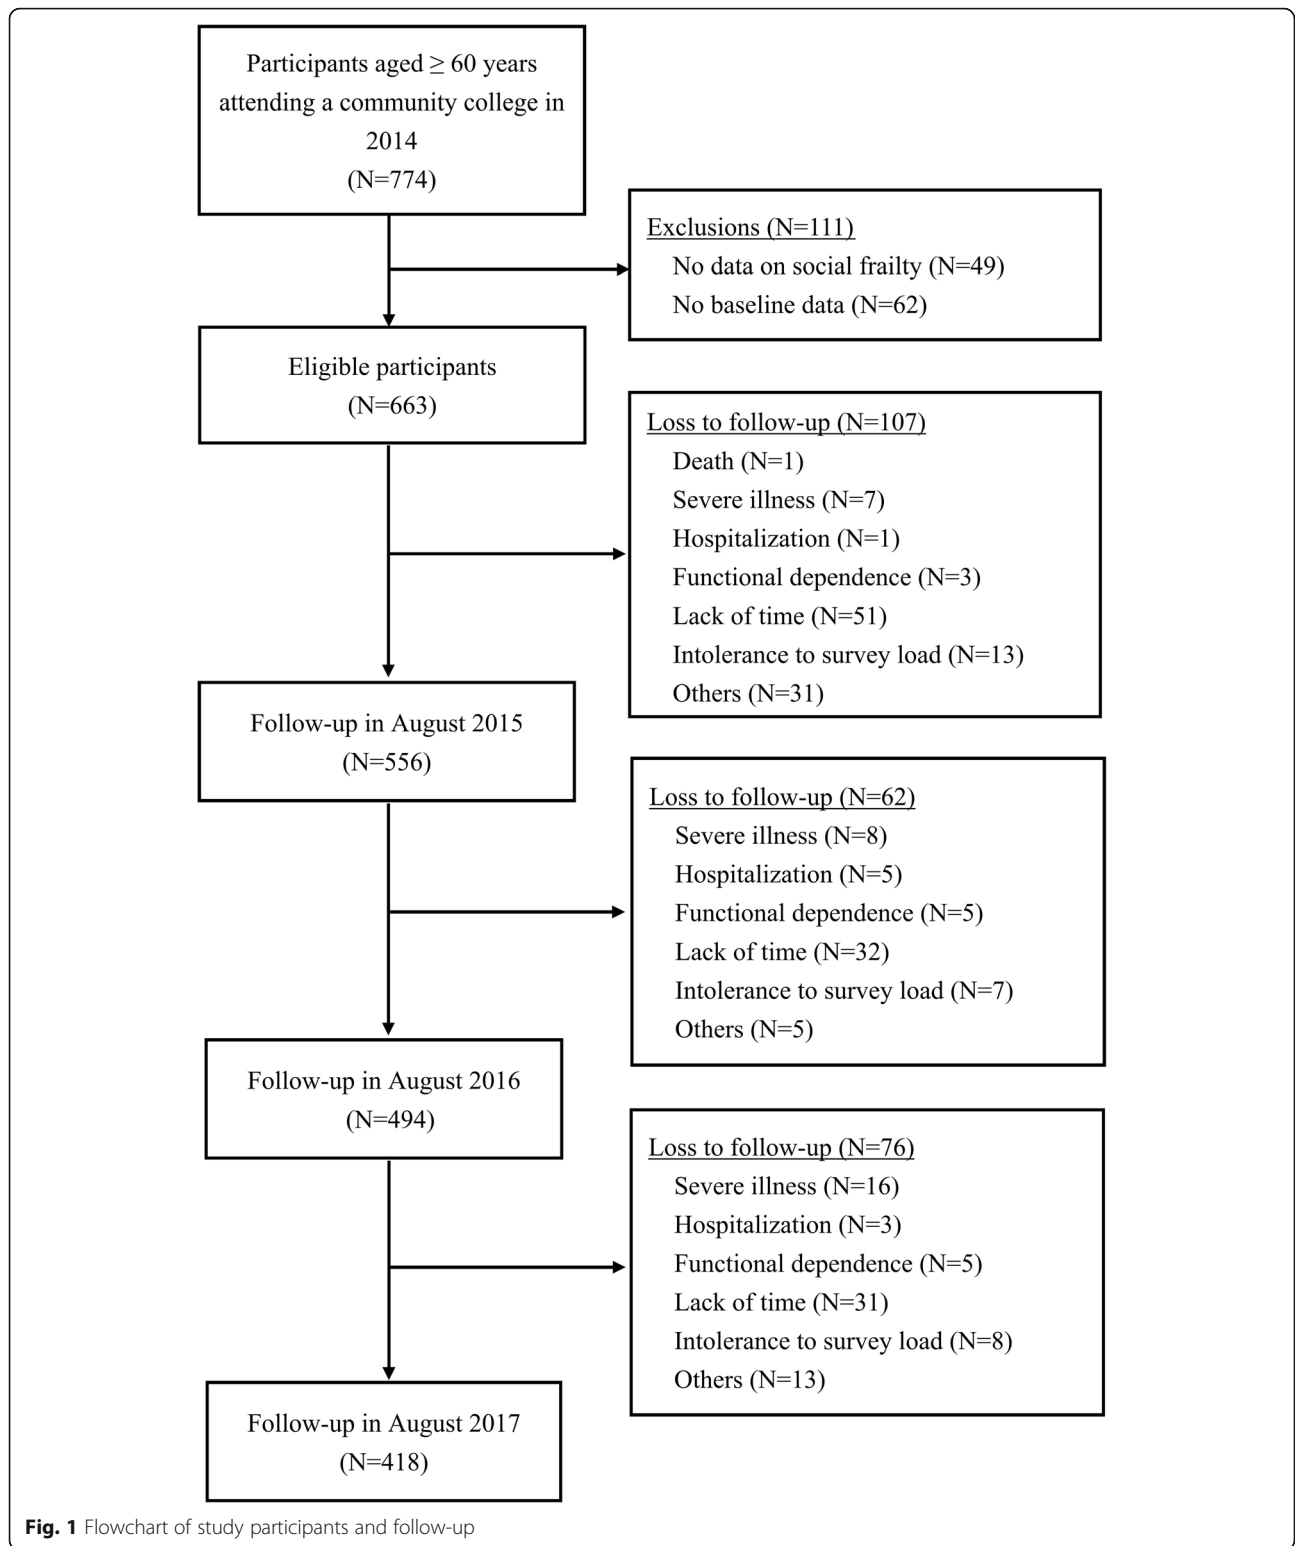 Participants aged ≥ 60 years
attending a community college in
2014
(N=774)
Exclusions (N=111)
No data on social frailty (N=49)
No baseline data (N=62)
Eligible participants
(N=663)
Loss to follow-up (N=107)
Death (N=1)
Severe illness (N=7)
Hospitalization (N=1)
Functional dependence (N=3)
Lack of time (N=51)
Intolerance to survey load (N=13)
Others (N=31)
Follow-up in August 2015
(N=556)
Loss to follow-up (N=62)
Severe illness (N=8)
Hospitalization (N=5)
Functional dependence (N=5)
Lack of time (N=32)
Intolerance to survey load (N=7)
Others (N=5)
Follow-up in August 2016
(N=494)
Loss to follow-up (N=76)
Severe illness (N=16)
Hospitalization (N=3)
Functional dependence (N=5)
Lack of time (N=31)
Intolerance to survey load (N=8)
Others (N=13)
Follow-up in August 2017
(N=418)
Fig. 1 Flowchart of study participants and follow-up